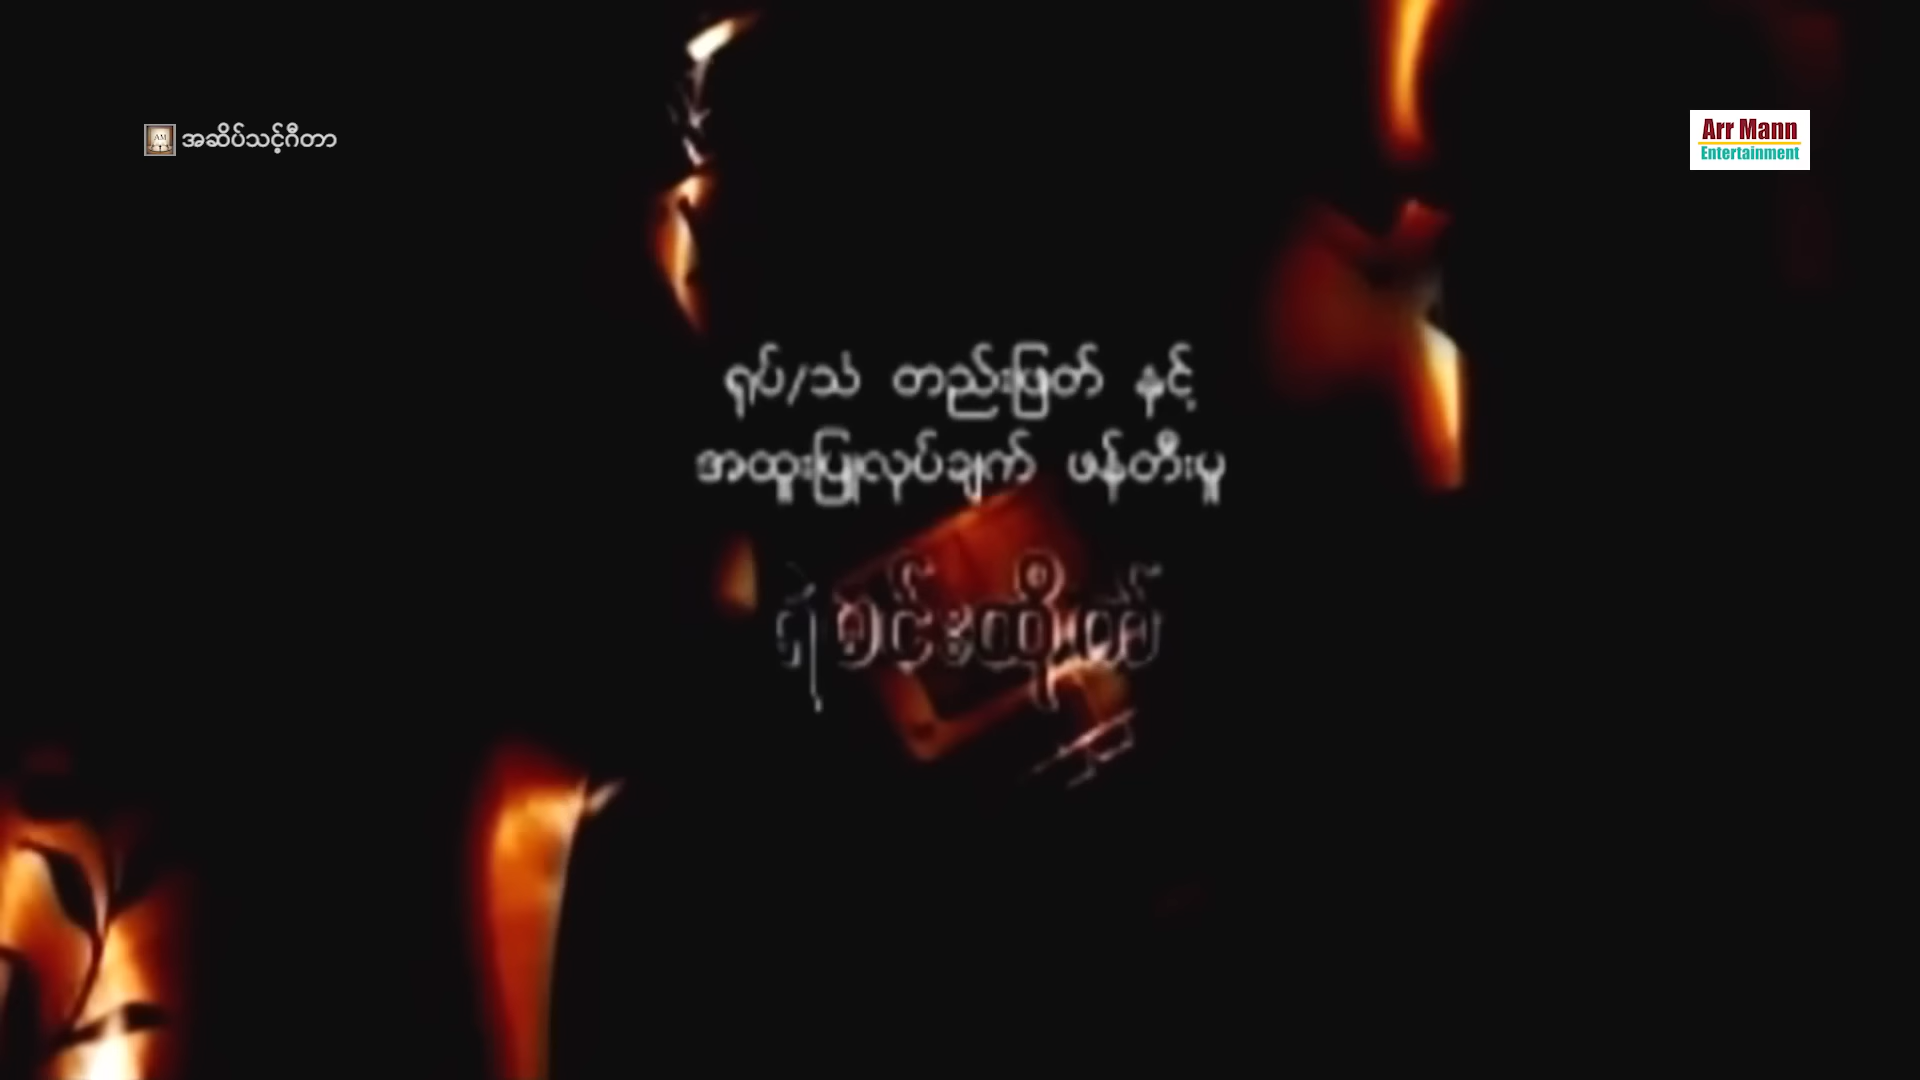 AM
အဆိပ်သင့်ဂီတာ
Arr Mann
Entertainment
ရုပ်/သံ တည်းဖြတ် နှင့်
အထူးပြုလုပ်ချက် ဖန်တီးမှု